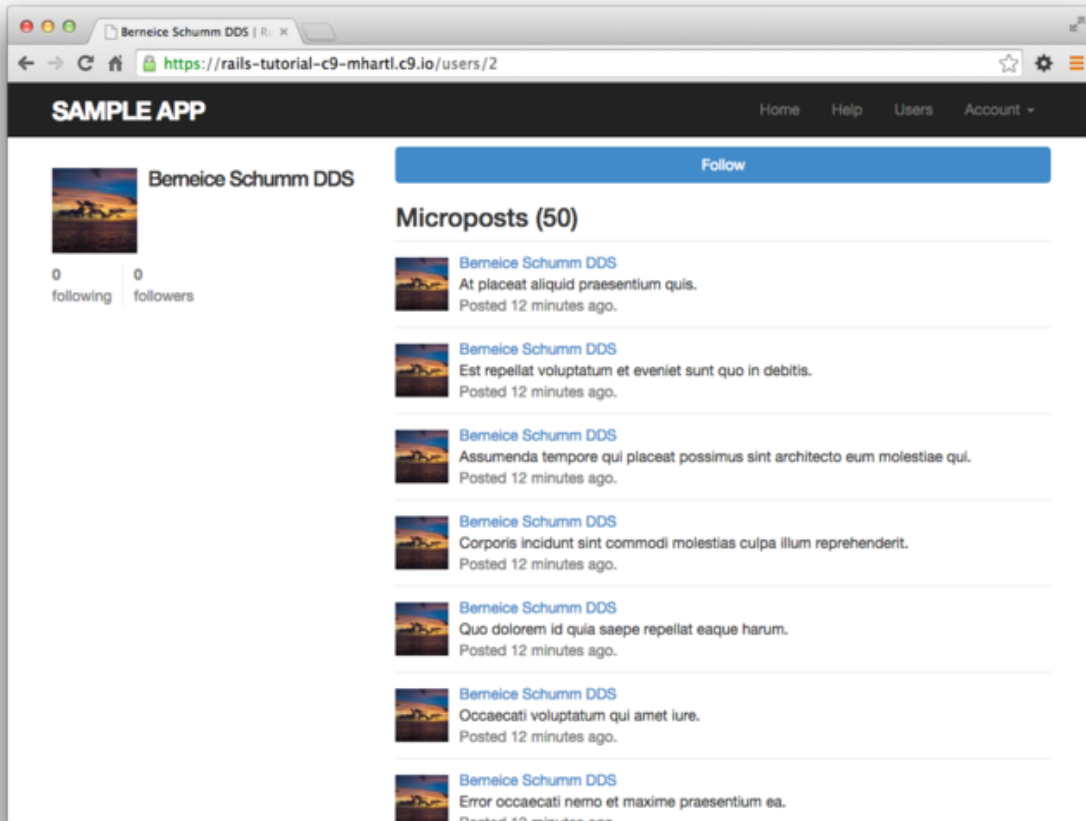 Berneice Schumm DDS | R
https://rails-tutorial-c9-mhartl.c9.io/users/2
SAMPLE APP
Home Help Users Account
Berneice Schumm DDS
0 0
following followers
Follow
Microposts (50)
Berneice Schumm DDS
At placeat aliquid praesentium quis.
Posted 12 minutes ago.
Berneice Schumm DDS
Est repellat voluptatum et eveniet sunt quo in debitis.
Posted 12 minutes ago.
Berneice Schumm DDS
Assumenda tempore qui placeat possimus sint architecto eum molestiae qui.
Posted 12 minutes ago.
Berneice Schumm DDS
Corporis incidunt sint commodi molestias culpa illum reprehenderit.
Posted 12 minutes ago.
Berneice Schumm DDS
Quo dolorem id quia saepe repellat eaque harum.
Posted 12 minutes ago.
Berneice Schumm DDS
Occaecati voluptatum qui amet iure.
Posted 12 minutes ago.
Berneice Schumm DDS
Error occaecati nemo et maxime praesentium ea.
Posted 12 minutes ago.